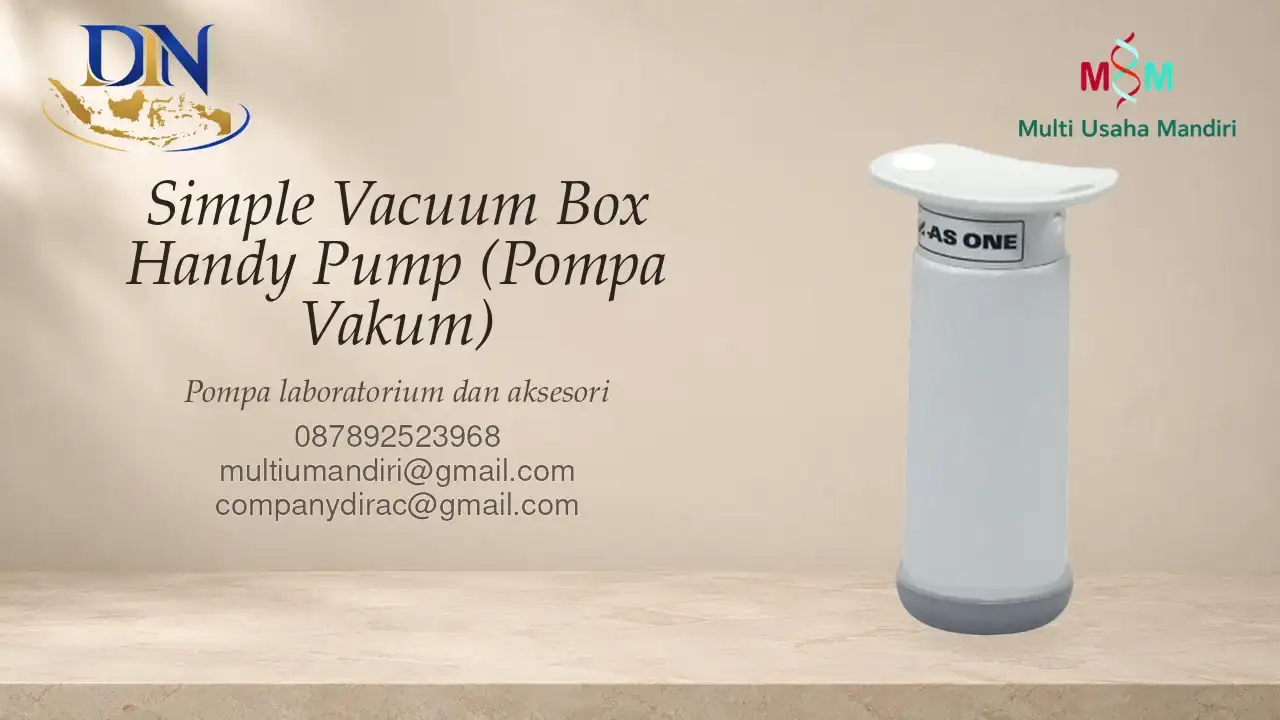 DIN
M M
Multi Usaha Mandiri
Simple Vacuum Box
Handy Pump (Pompa
Vakum)
Pompa laboratorium dan aksesori
087892523968
multiumandiri@gmail.com
companydirac@gmail.com
AS ONE